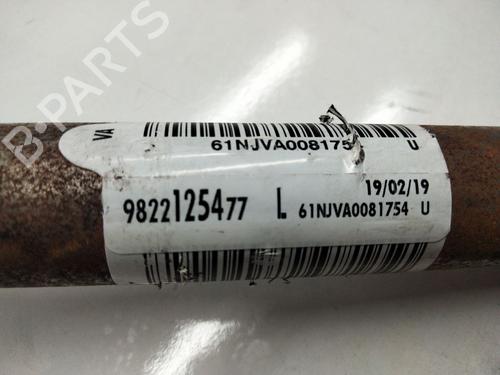 B-PARTS
VA
61NJVA008175
U
19/02/19
9822125477 L 61NJVA0081754 U